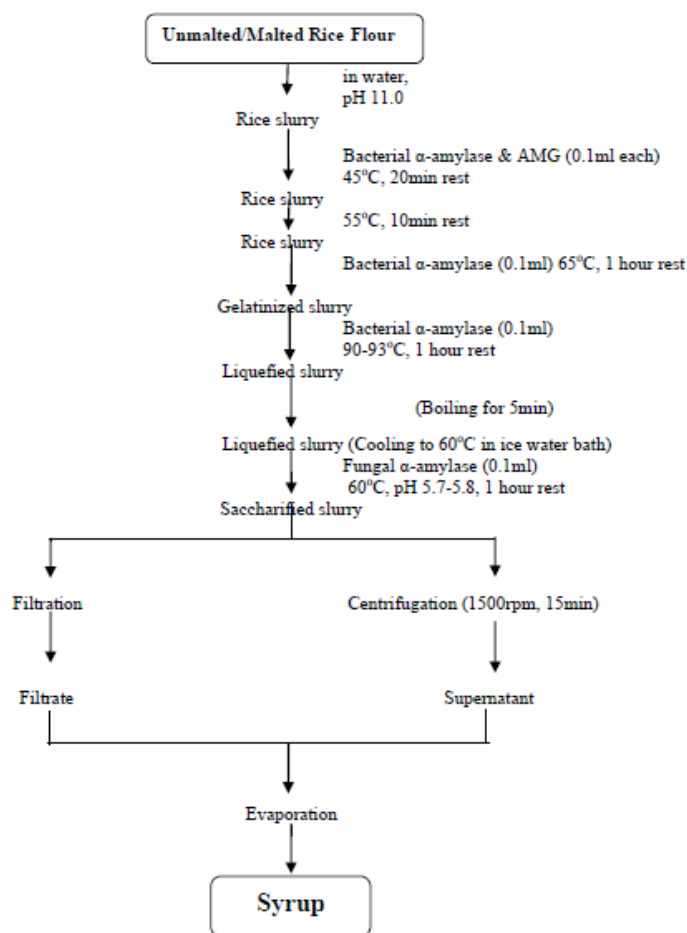 Unmalted/Malted Rice Flour
in water,
pH 11.0
Rice slurry
Bacterial α-amylase & AMG (0.1ml each)
45°C, 20min rest
Rice slurry
55°C, 10min rest
Rice slurry
Bacterial α-amylase (0.1ml) 65°C, 1 hour rest
Gelatinized slurry
Bacterial α-amylase (0.1ml)
90-93°C, 1 hour rest
Liquefied slurry
(Boiling for 5min)
Liquefied slurry (Cooling to 60°C in ice water bath)
Fungal α-amylase (0.1ml)
60°C, pH 5.7-5.8, 1 hour rest
Saccharified slurry
Filtration
Centrifugation (1500rpm, 15min)
Filtrate
Supernatant
Evaporation
Syrup